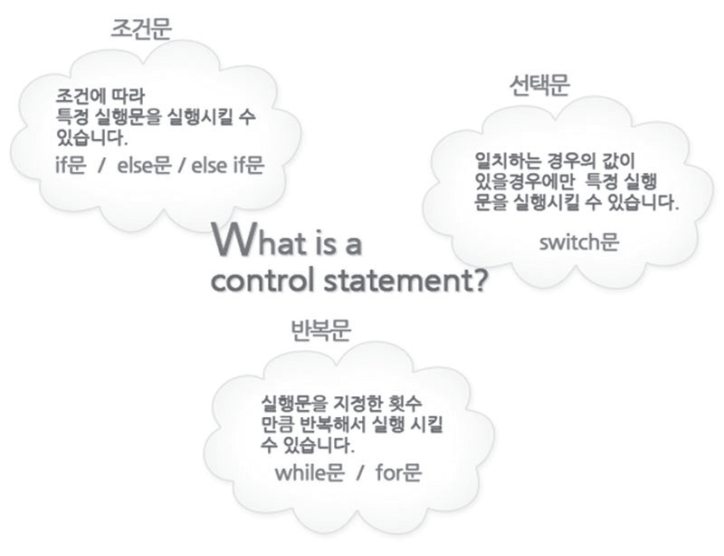 조건문
조건에 따라
특정 실행문을 실행시킬 수
있습니다.
if문 / else문 / else if문
선택문
일치하는 경우의 값이
있을경우에만 특정 실행
문을 실행시킬 수 있습니다.
switch문
What is a
control statement?
반복문
실행문을 지정한 횟수
만큼 반복해서 실행 시킬
수 있습니다.
while문 / for문